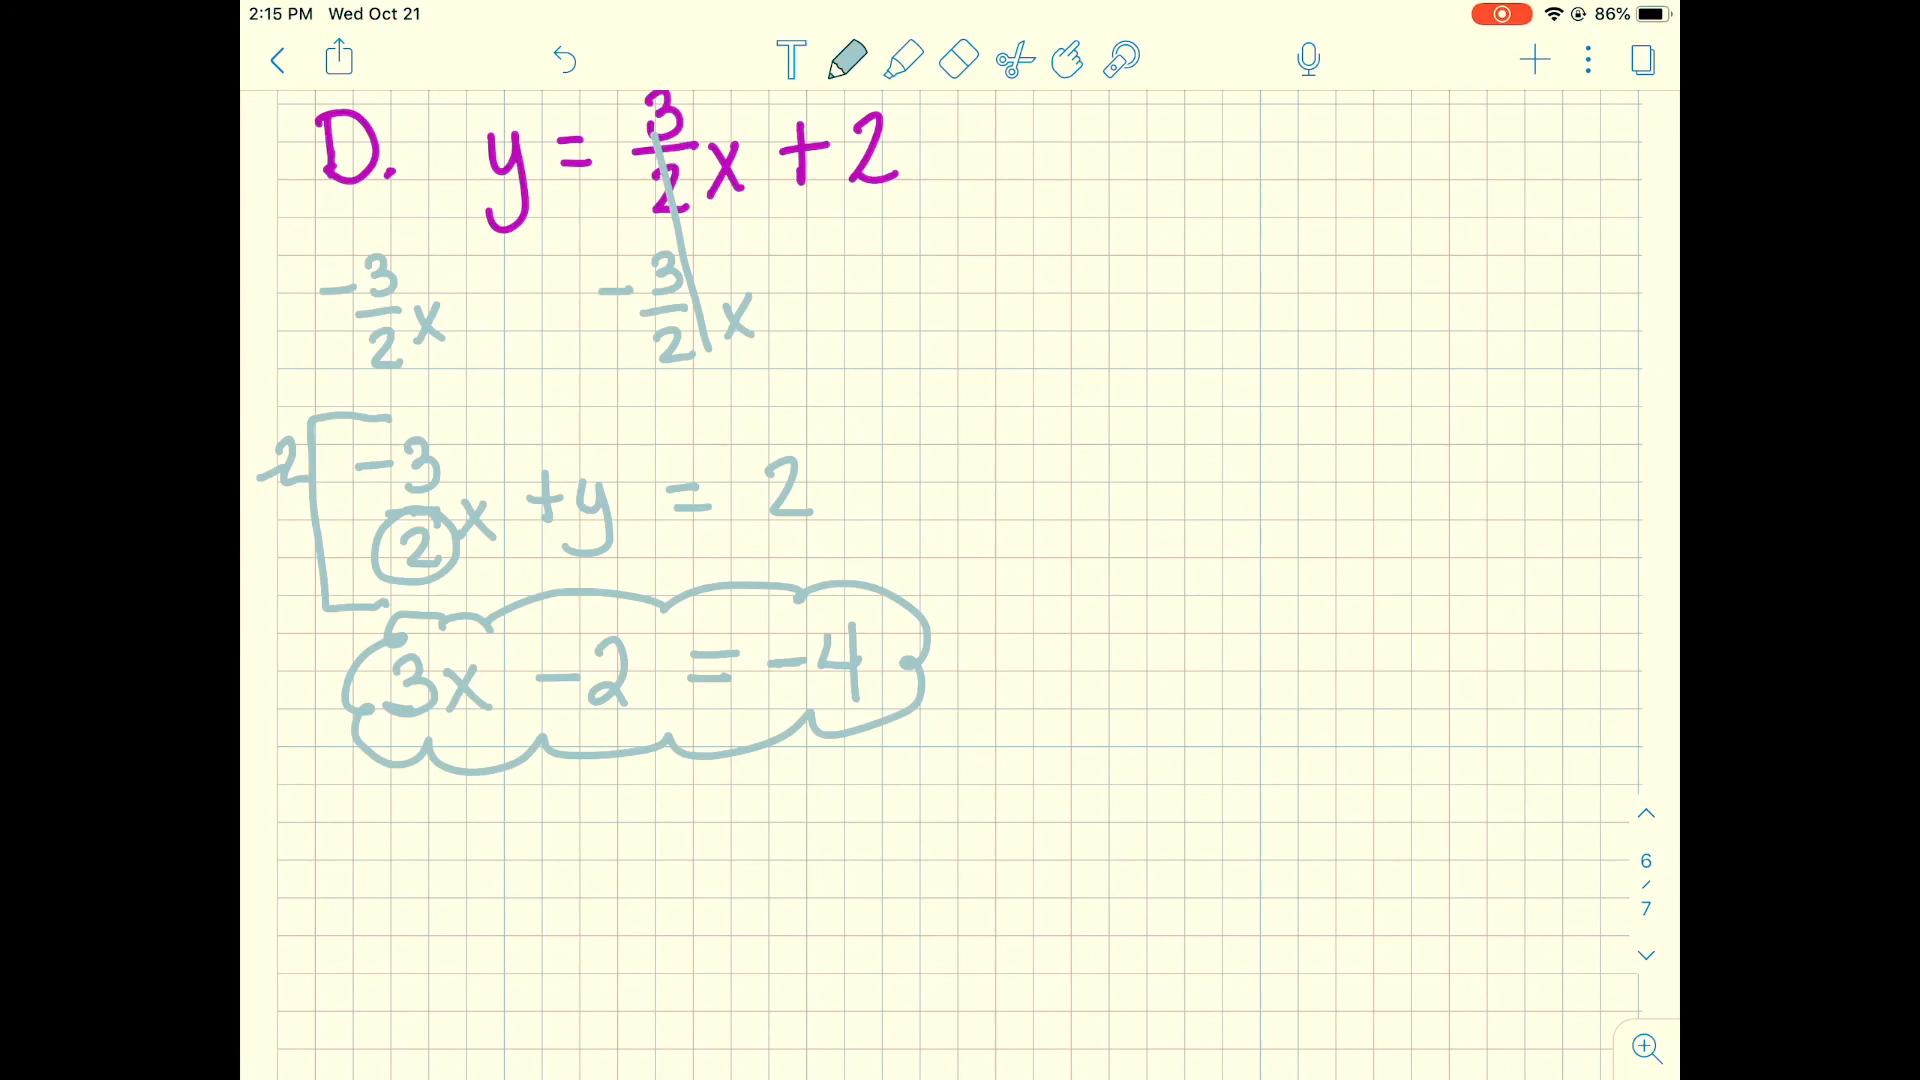 2:15 PM Wed Oct 21 86%
T
D. y = 3/2 x + 2
-3/2 x -3/2 x
-2 [ -3/2 x + y = 2
3x - 2 = -4
6
/
7